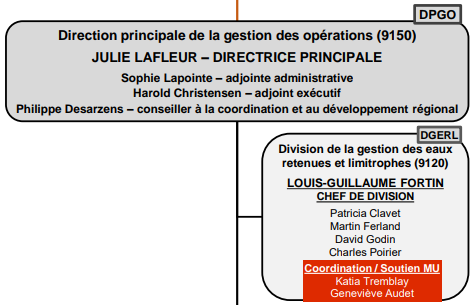 DPGO
Direction principale de la gestion des opérations (9150)
JULIE LAFLEUR – DIRECTRICE PRINCIPALE
Sophie Lapointe – adjointe administrative
Harold Christensen – adjoint exécutif
Philippe Desarzens – conseiller à la coordination et au développement régional
DGERL
Division de la gestion des eaux
retenues et limitrophes (9120)
LOUIS-GUILLAUME FORTIN
CHEF DE DIVISION
Patricia Clavet
Martin Ferland
David Godin
Charles Poirier
Coordination / Soutien MU
Katia Tremblay
Geneviève Audet